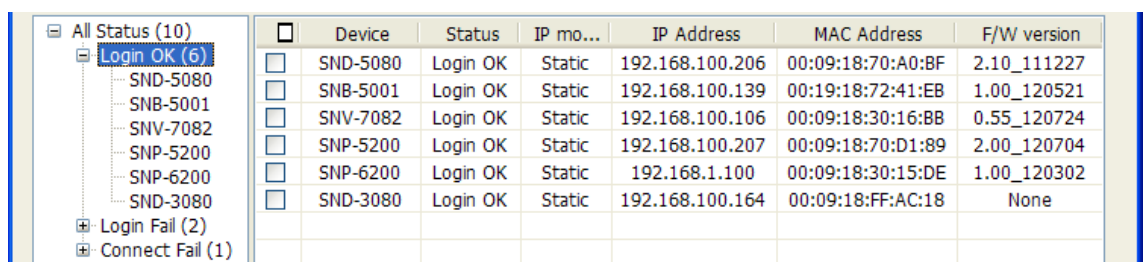 All Status (10)
Login OK (6)
SND-5080
SNB-5001
SNV-7082
SNP-5200
SNP-6200
SND-3080
Login Fail (2)
Connect Fail (1)
Device Status IP mo... IP Address MAC Address F/W version
SND-5080 Login OK Static 192.168.100.206 00:09:18:70:A0:BF 2.10_111227
SNB-5001 Login OK Static 192.168.100.139 00:19:18:72:41:EB 1.00_120521
SNV-7082 Login OK Static 192.168.100.106 00:09:18:30:16:BB 0.55_120724
SNP-5200 Login OK Static 192.168.100.207 00:09:18:70:D1:89 2.00_120704
SNP-6200 Login OK Static 192.168.1.100 00:09:18:30:15:DE 1.00_120302
SND-3080 Login OK Static 192.168.100.164 00:09:18:FF:AC:18 None